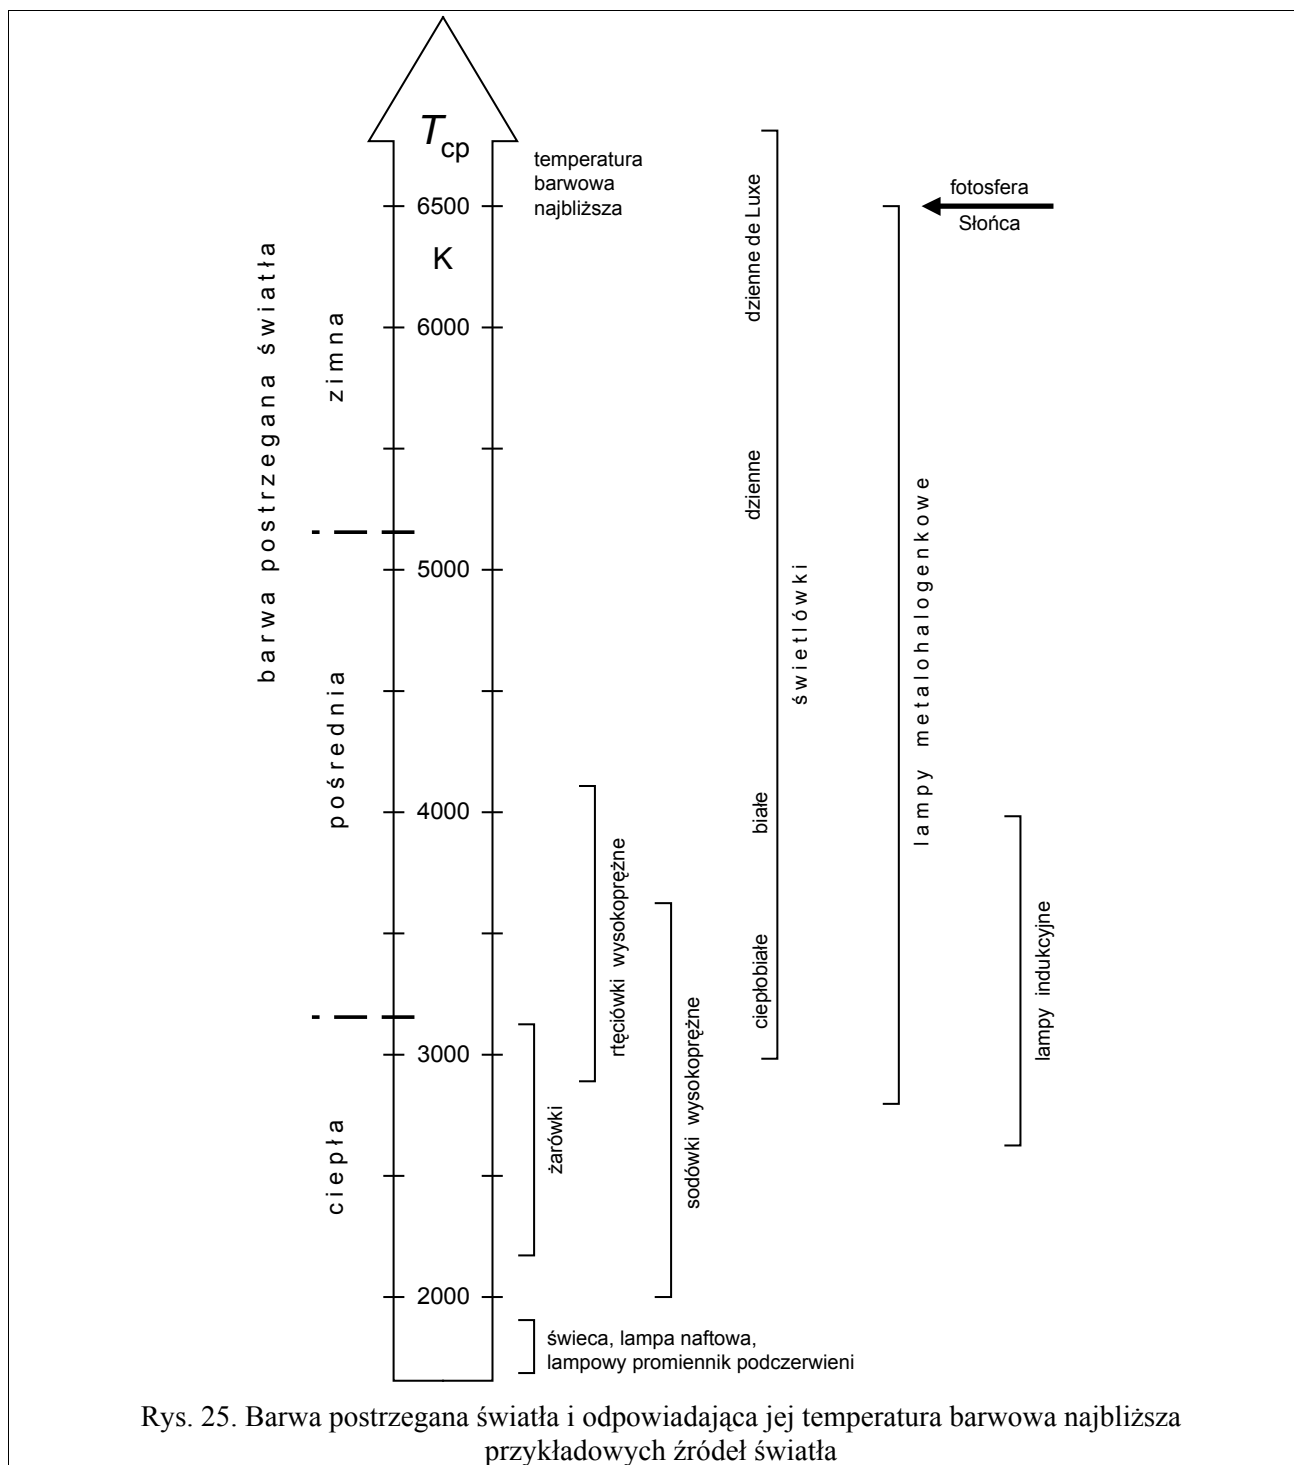 T cp
temperatura
barwowa
najbliższa
6500
K
6000
5000
4000
3000
2000
barwa postrzegana światła
zimna
pośrednia
ciepła
fotosfera
Słońca
dzienne de Luxe
dzienne
białe
ciepłobiałe
świetlówki
lampy metalohalogenkowe
lampy indukcyjne
rtęciówki wysokoprężne
sodówki wysokoprężne
żarówki
świeca, lampa naftowa,
lampowy promiennik podczerwieni
Rys. 25. Barwa postrzegana światła i odpowiadająca jej temperatura barwowa najbliższa
przykładowych źródeł światła